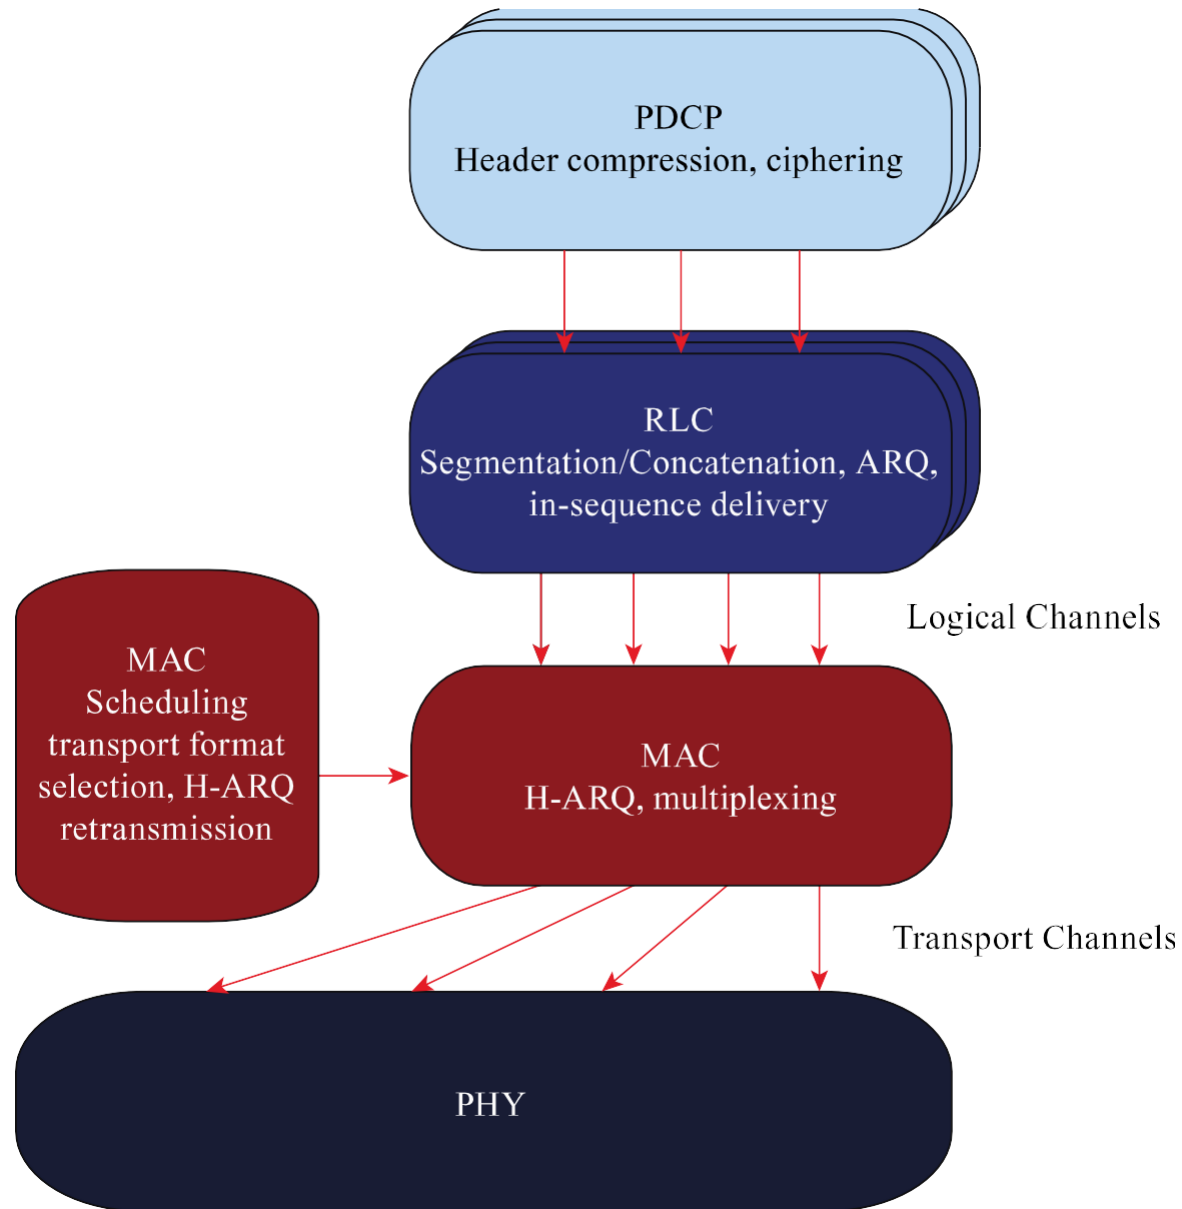 PDCP
Header compression, ciphering
RLC
Segmentation/Concatenation, ARQ,
in-sequence delivery
Logical Channels
MAC
Scheduling
transport format
selection, H-ARQ
retransmission
MAC
H-ARQ, multiplexing
Transport Channels
PHY